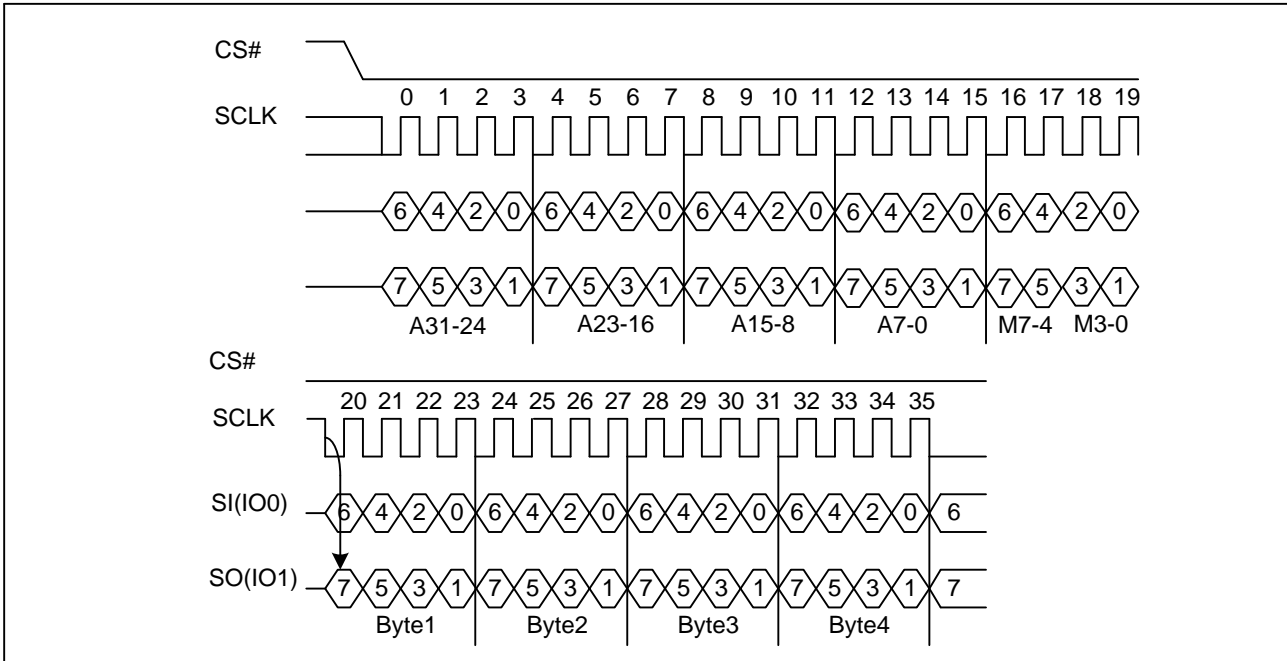 CS#
0 1 2 3 4 5 6 7 8 9 10 11 12 13 14 15 16 17 18 19
SCLK
6 4 2 0 6 4 2 0 6 4 2 0 6 4 2 0 6 4 2 0
7 5 3 1 7 5 3 1 7 5 3 1 7 5 3 1 7 5 3 1
A31-24 A23-16 A15-8 A7-0 M7-4 M3-0
CS#
20 21 22 23 24 25 26 27 28 29 30 31 32 33 34 35
SCLK
SI(IO0) 6 4 2 0 6 4 2 0 6 4 2 0 6 4 2 0 6
SO(IO1) 7 5 3 1 7 5 3 1 7 5 3 1 7 5 3 1 7
Byte1 Byte2 Byte3 Byte4